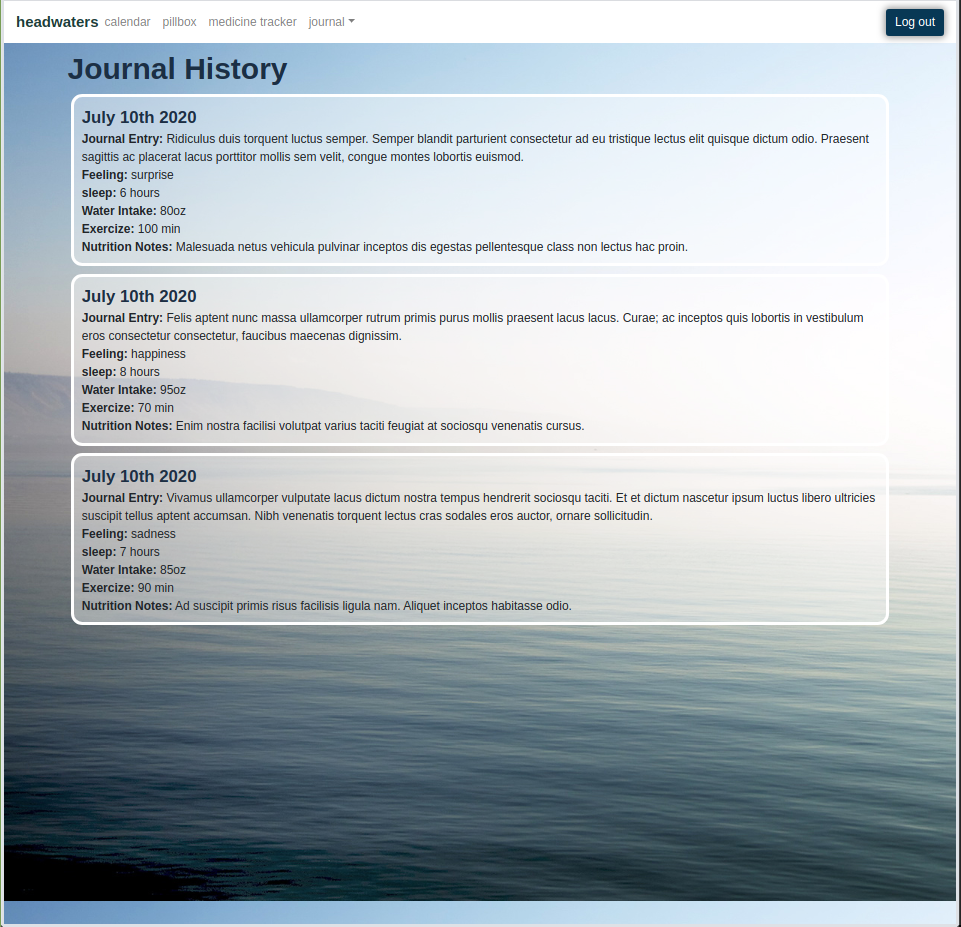 headwaters calendar pillbox medicine tracker journal Log out
Journal History
July 10th 2020
Journal Entry: Ridiculus duis torquent luctus semper. Semper blandit parturient consectetur ad eu tristique lectus elit quisque dictum odio. Praesent
sagittis ac placerat lacus porttitor mollis sem velit, congue montes lobortis euismod.
Feeling: surprise
sleep: 6 hours
Water Intake: 80oz
Exercize: 100 min
Nutrition Notes: Malesuada netus vehicula pulvinar inceptos dis egestas pellentesque class non lectus hac proin.
July 10th 2020
Journal Entry: Felis aptent nunc massa ullamcorper rutrum primis purus mollis praesent lacus lacus. Curae; ac inceptos quis lobortis in vestibulum
eros consectetur consectetur, faucibus maecenas dignissim.
Feeling: happiness
sleep: 8 hours
Water Intake: 95oz
Exercize: 70 min
Nutrition Notes: Enim nostra facilisi volutpat varius taciti feugiat at sociosqu venenatis cursus.
July 10th 2020
Journal Entry: Vivamus ullamcorper vulputate lacus dictum nostra tempus hendrerit sociosqu taciti. Et et dictum nascetur ipsum luctus libero ultricies
suscipit tellus aptent accumsan. Nibh venenatis torquent lectus cras sodales eros auctor, ornare sollicitudin.
Feeling: sadness
sleep: 7 hours
Water Intake: 85oz
Exercize: 90 min
Nutrition Notes: Ad suscipit primis risus facilisis ligula nam. Aliquet inceptos habitasse odio.